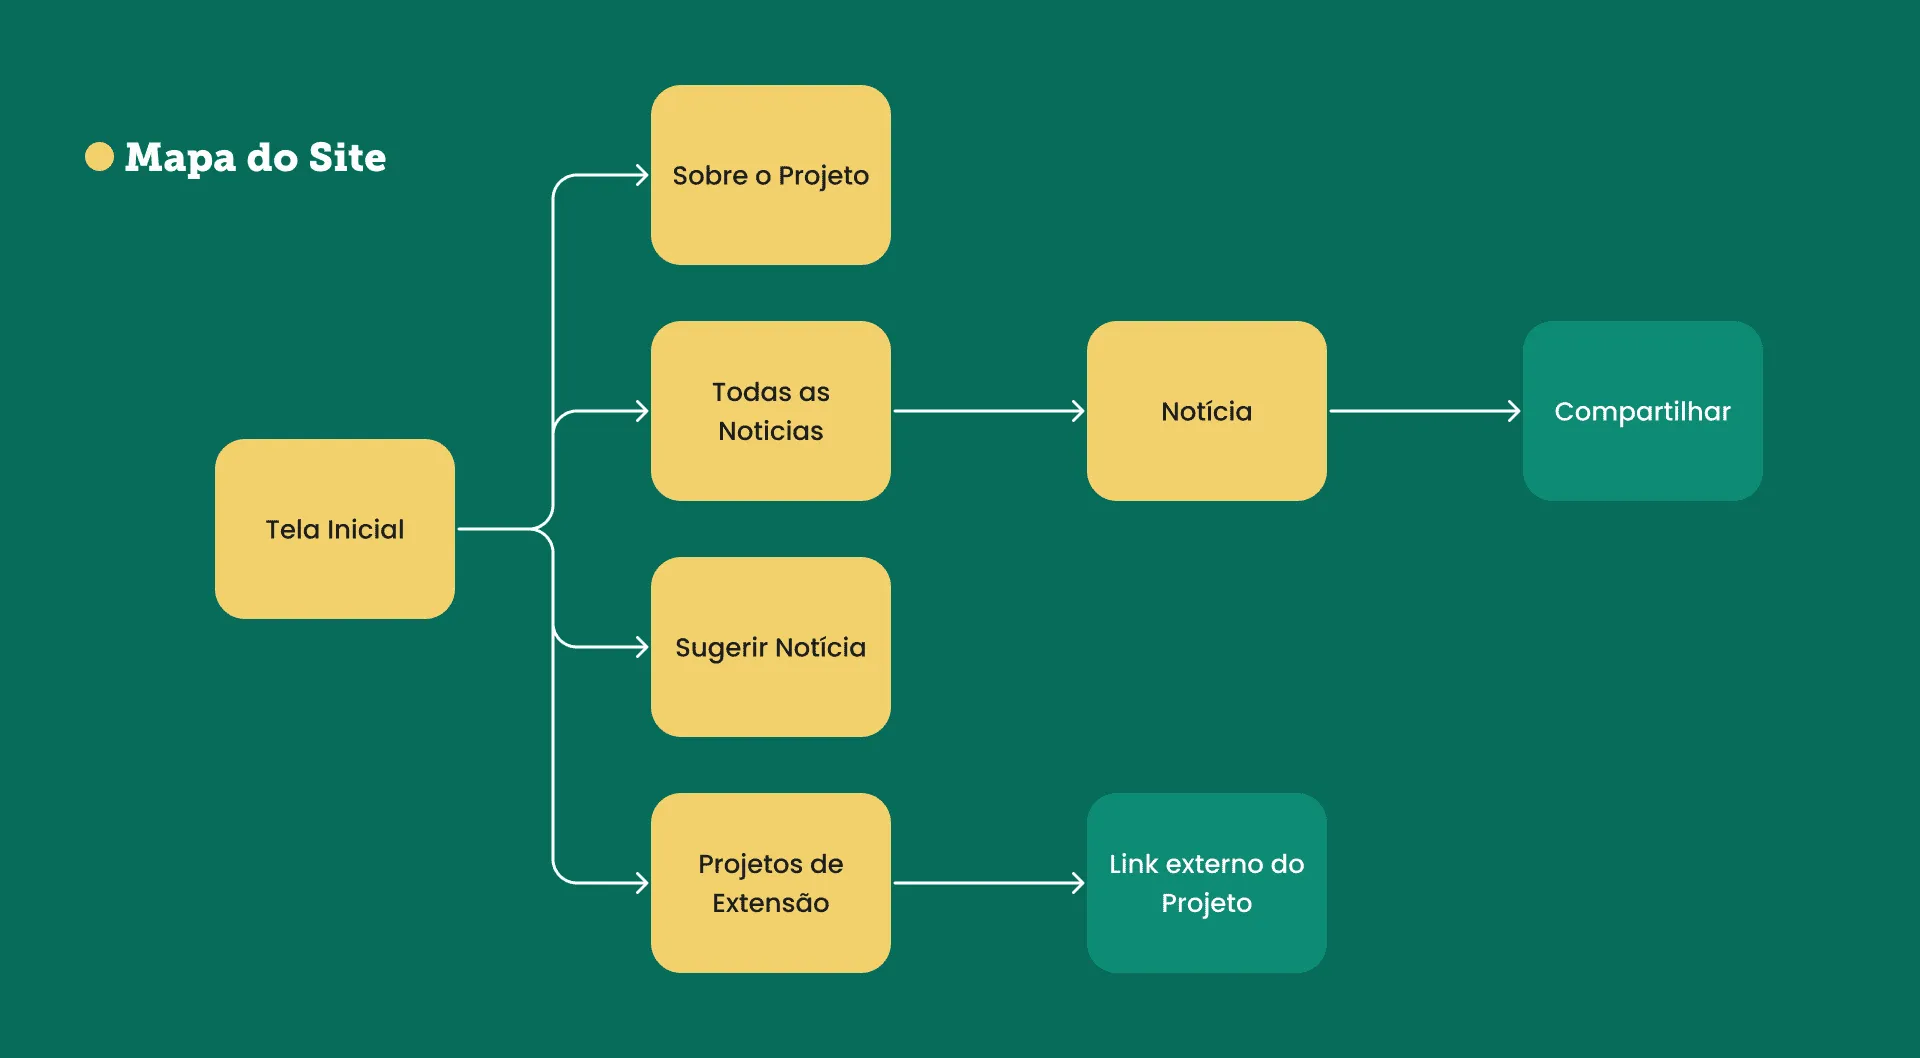 Mapa do Site
Sobre o Projeto
Todas as
Noticias
Notícia
Compartilhar
Tela Inicial
Sugerir Notícia
Projetos de
Extensão
Link externo do
Projeto